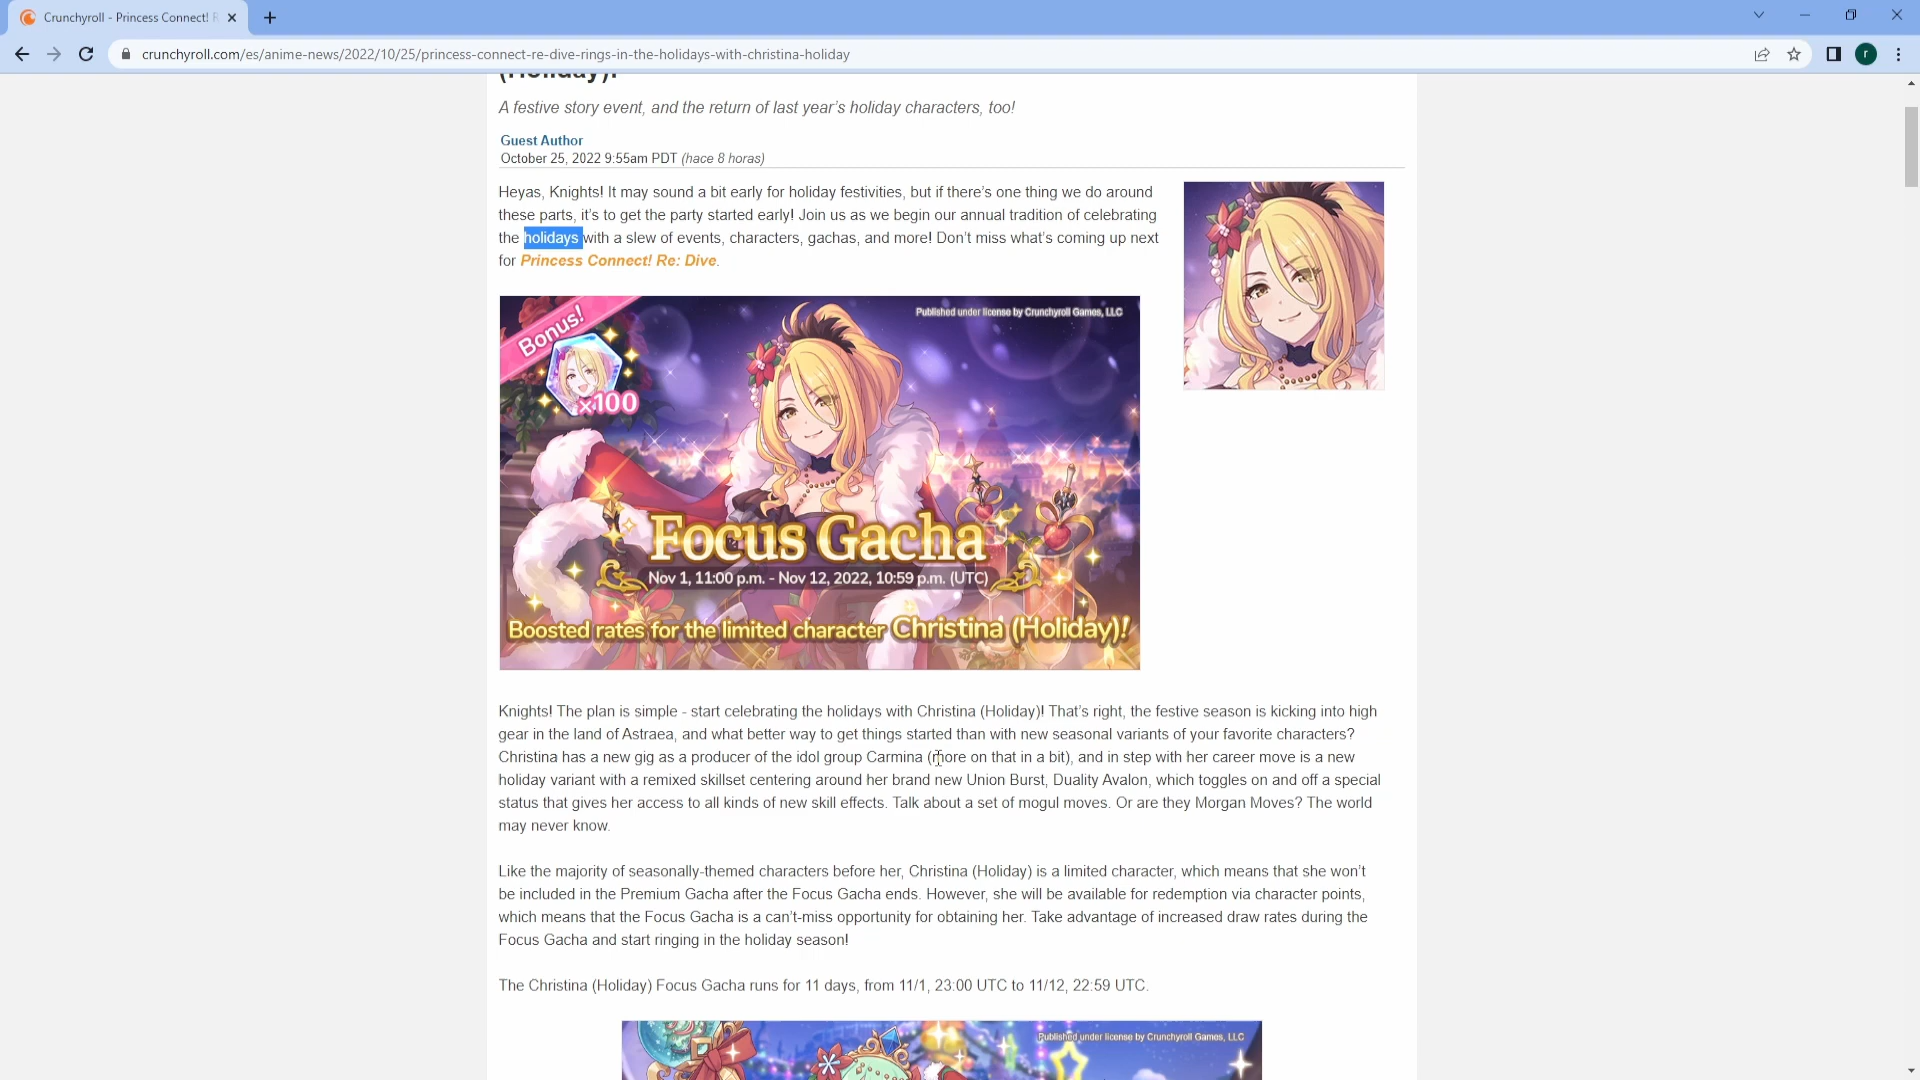 Crunchyroll - Princess Connect! R
crunchyroll.com/es/anime-news/2022/10/25/princess-connect-re-dive-rings-in-the-holidays-with-christina-holiday
r
(Holiday)!
A festive story event, and the return of last year's holiday characters, too!
Guest Author
October 25, 2022 9:55am PDT (hace 8 horas)
Heyas, Knights! It may sound a bit early for holiday festivities, but if there's one thing we do around
these parts, it's to get the party started early! Join us as we begin our annual tradition of celebrating
the holidays with a slew of events, characters, gachas, and more! Don't miss what's coming up next
for Princess Connect! Re: Dive.
Bonus!
Published under license by Crunchyroll Games, LLC
x100
Focus Gacha
Nov 1, 11:00 p.m. - Nov 12, 2022, 10:59 p.m. (UTC)
Boosted rates for the limited character Christina (Holiday)!
Knights! The plan is simple - start celebrating the holidays with Christina (Holiday)! That's right, the festive season is kicking into high
gear in the land of Astraea, and what better way to get things started than with new seasonal variants of your favorite characters?
Christina has a new gig as a producer of the idol group Carmina (more on that in a bit), and in step with her career move is a new
holiday variant with a remixed skillset centering around her brand new Union Burst, Duality Avalon, which toggles on and off a special
status that gives her access to all kinds of new skill effects. Talk about a set of mogul moves. Or are they Morgan Moves? The world
may never know.
Like the majority of seasonally-themed characters before her, Christina (Holiday) is a limited character, which means that she won't
be included in the Premium Gacha after the Focus Gacha ends. However, she will be available for redemption via character points,
which means that the Focus Gacha is a can't-miss opportunity for obtaining her. Take advantage of increased draw rates during the
Focus Gacha and start ringing in the holiday season!
The Christina (Holiday) Focus Gacha runs for 11 days, from 11/1, 23:00 UTC to 11/12, 22:59 UTC.
Published under license by Crunchyroll Games, LLC